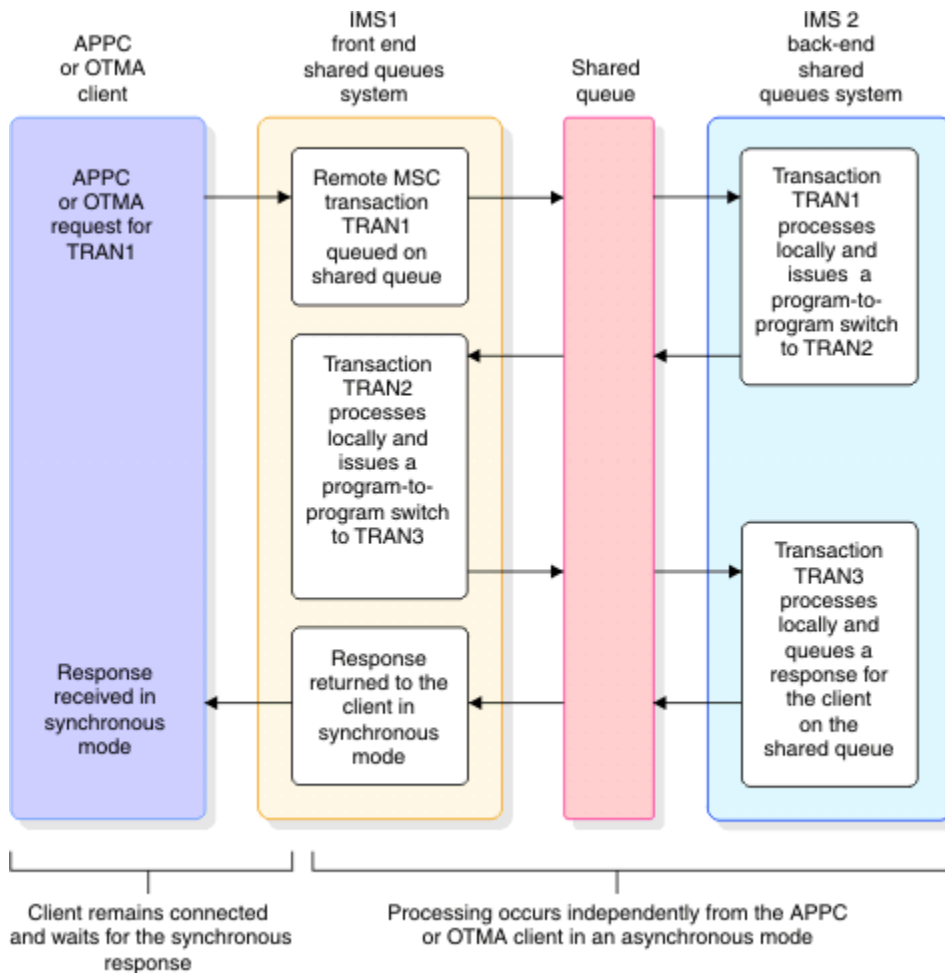 APPC
or OTMA
client
IMS1
front end
shared queues
system
Shared
queue
IMS 2
back-end
shared
queues system
APPC
or OTMA
request for
TRAN1
Remote MSC
transaction
TRAN1
queued on
shared queue
Transaction
TRAN1
processes
locally and
issues a
program-to-
program switch
to TRAN2
Transaction
TRAN2
processes
locally and
issues a
program-to-
program switch
to TRAN3
Transaction
TRAN3
processes
locally and
queues a
response for
the client
on the
shared queue
Response
returned to the
client in
synchronous
mode
Response
received in
synchronous
mode
Client remains connected
and waits for the synchronous
response
Processing occurs independently from the APPC
or OTMA client in an asynchronous mode